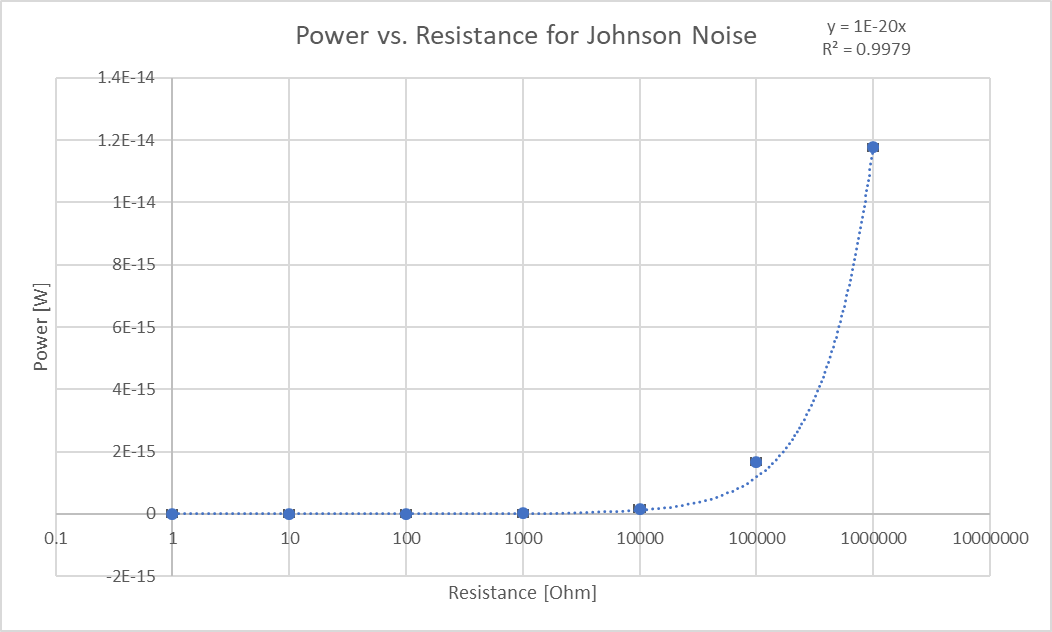 Power vs. Resistance for Johnson Noise
y = 1E-20x
R² = 0.9979
1.4E-14
1.2E-14
1E-14
8E-15
6E-15
4E-15
2E-15
0
-2E-15
Power [W]
0.1 1 10 100 1000 10000 100000 1000000 10000000
Resistance [Ohm]